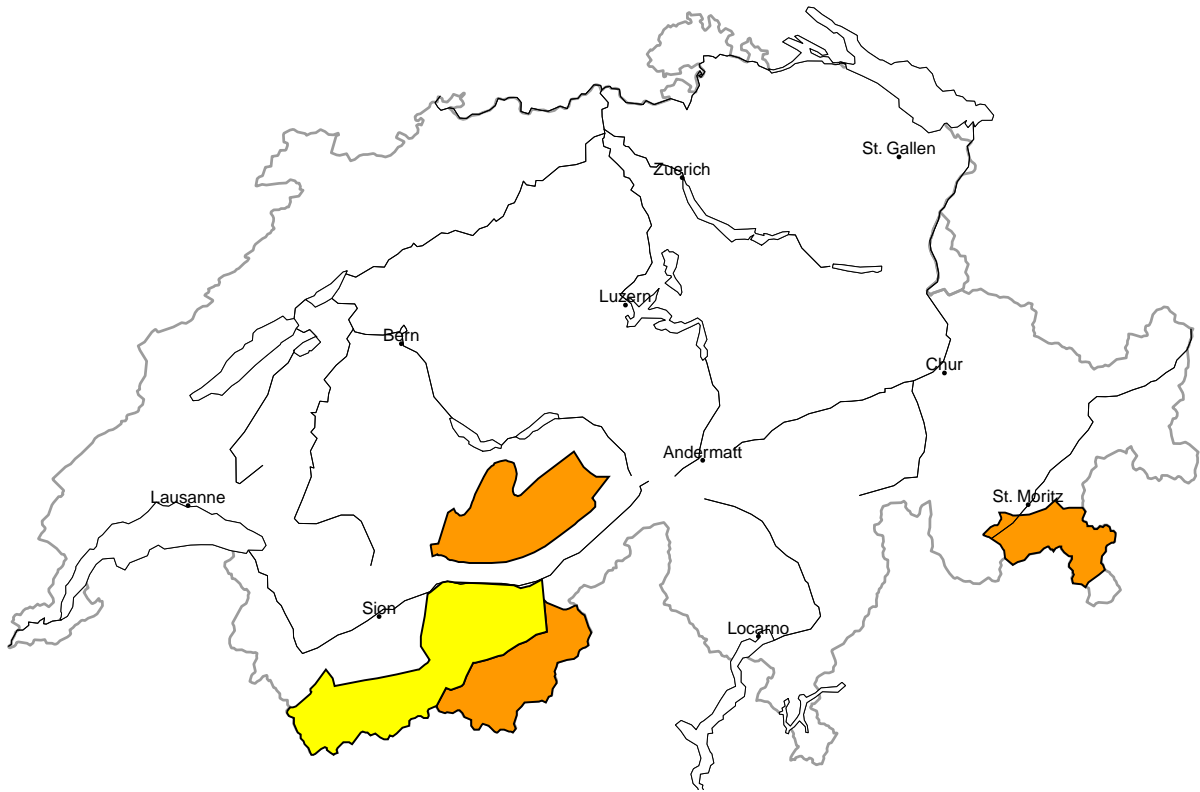 St. Gallen
Zuerich
Luzern
Bern
Chur
Andermatt
Lausanne
St. Moritz
Sion
Locarno